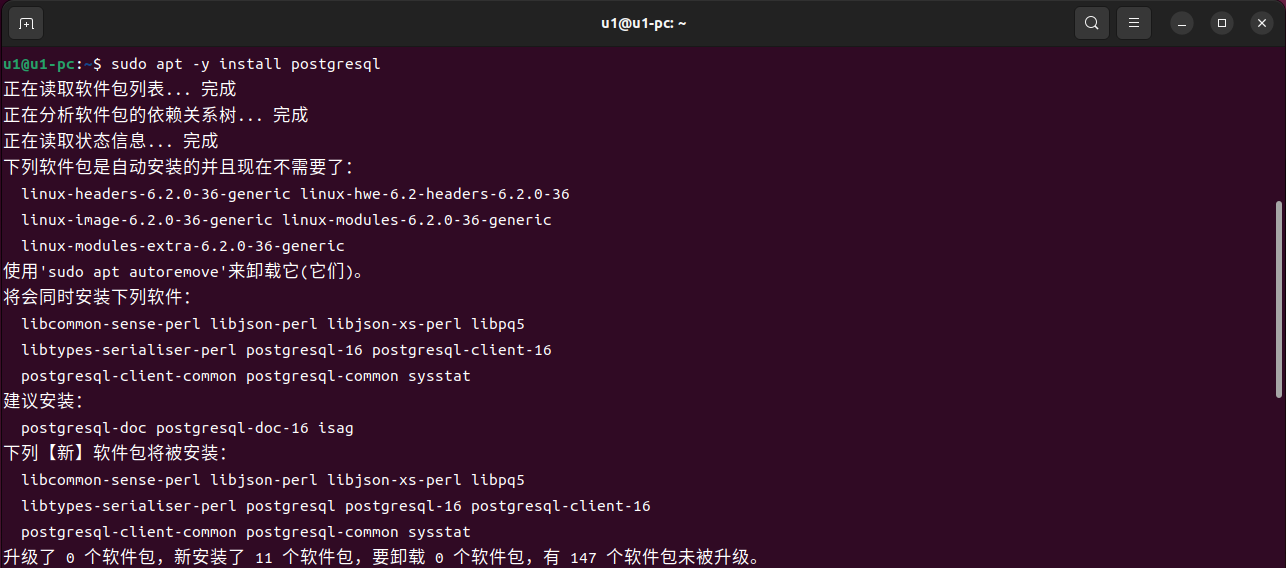 u1@u1-pc: ~
u1@u1-pc:~$ sudo apt -y install postgresql
正在读取软件包列表... 完成
正在分析软件包的依赖关系树... 完成
正在读取状态信息... 完成
下列软件包是自动安装的并且现在不需要了：
  linux-headers-6.2.0-36-generic linux-hwe-6.2-headers-6.2.0-36
  linux-image-6.2.0-36-generic linux-modules-6.2.0-36-generic
  linux-modules-extra-6.2.0-36-generic
使用'sudo apt autoremove'来卸载它(它们)。
将会同时安装下列软件：
  libcommon-sense-perl libjson-perl libjson-xs-perl libpq5
  libtypes-serialiser-perl postgresql-16 postgresql-client-16
  postgresql-client-common postgresql-common sysstat
建议安装：
  postgresql-doc postgresql-doc-16 isag
下列【新】软件包将被安装：
  libcommon-sense-perl libjson-perl libjson-xs-perl libpq5
  libtypes-serialiser-perl postgresql postgresql-16 postgresql-client-16
  postgresql-client-common postgresql-common sysstat
升级了 0 个软件包，新安装了 11 个软件包，要卸载 0 个软件包，有 147 个软件包未被升级。